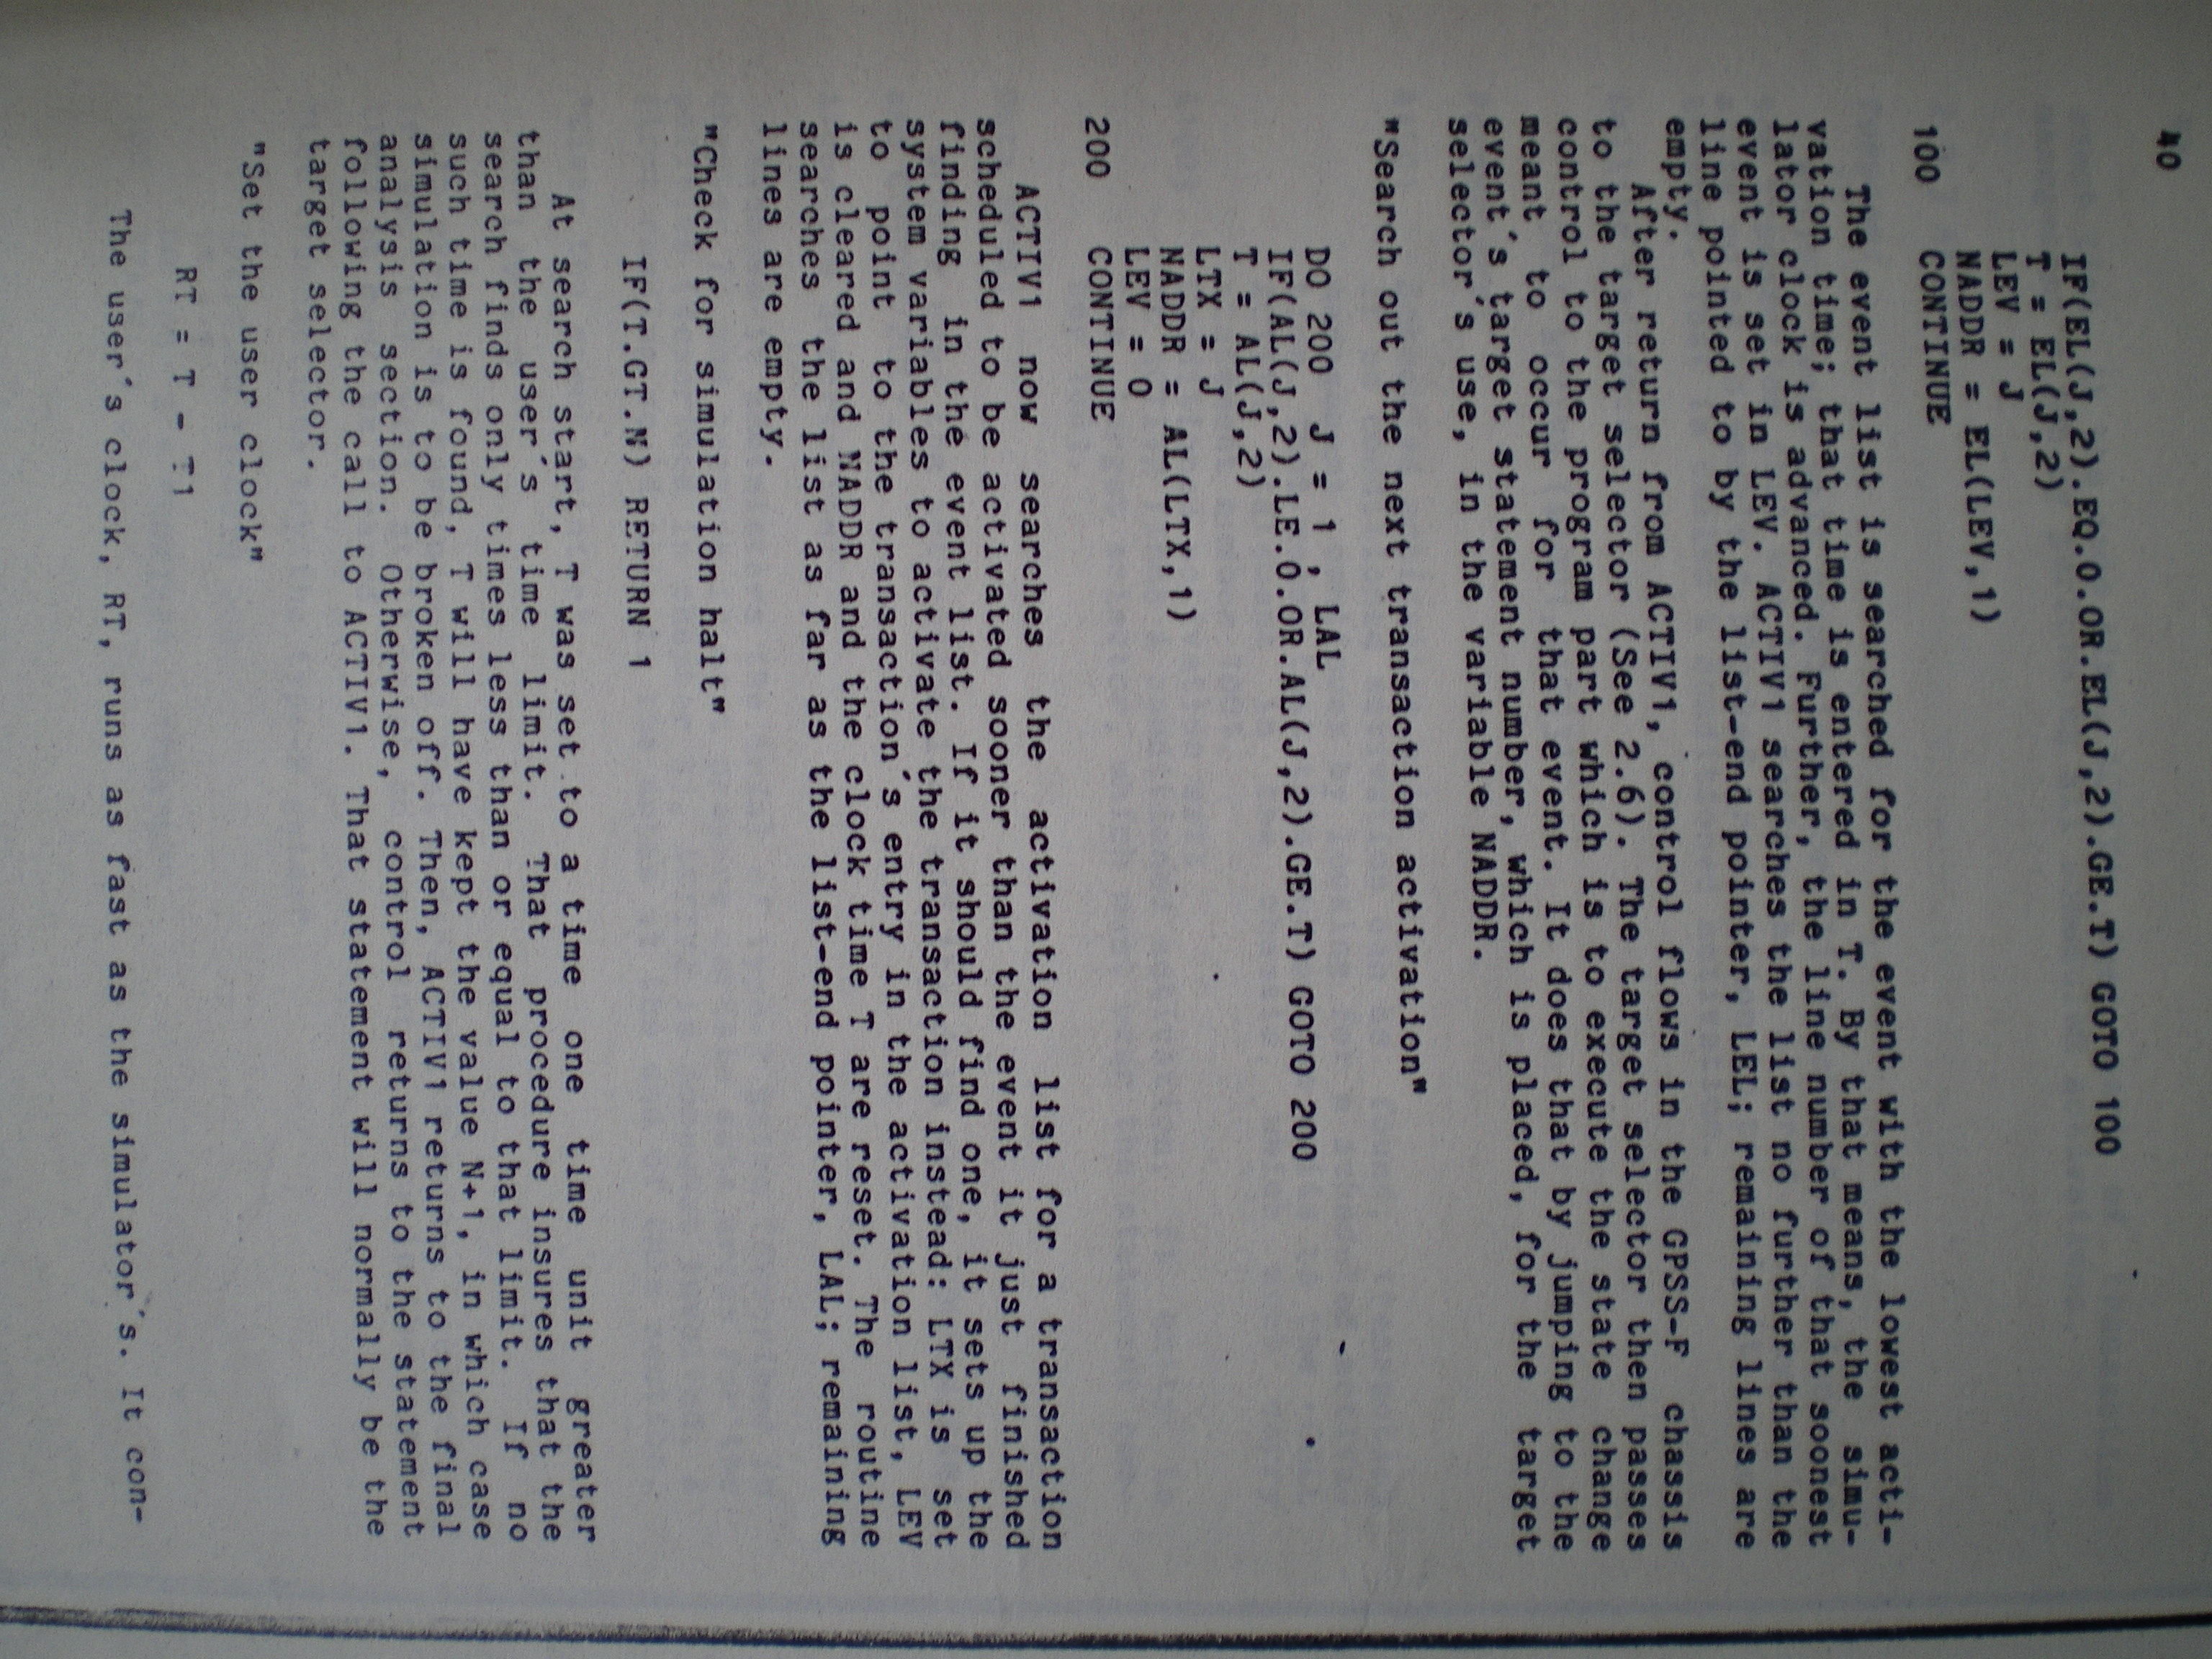 40
IF(EL(J,2).EQ.0.OR.EL(J,2).GE.T) GOTO 100
T = EL(J,2)
LEV = J
NADDR = EL(LEV,1)
100 CONTINUE
The event list is searched for the event with the lowest acti-
vation time; that time is entered in T. By that means, the simu-
lator clock is advanced. Further, the line number of that soonest
event is set in LEV. ACTIV1 searches the list no further than the
line pointed to by the list-end pointer, LEL; remaining lines are
empty.
After return from ACTIV1, control flows in the GPSS-F chassis
to the target selector (See 2.6). The target selector then passes
control to the program part which is to execute the state change
meant to occur for that event. It does that by jumping to the
event's target statement number, which is placed, for the target
selector's use, in the variable NADDR.
"Search out the next transaction activation"
DO 200 J = 1 , LAL
IF(AL(J,2).LE.0.OR.AL(J,2).GE.T) GOTO 200
T = AL(J,2)
LTX = J
NADDR = AL(LTX,1)
LEV = 0
200 CONTINUE
ACTIV1 now searches the activation list for a transaction
scheduled to be activated sooner than the event it just finished
finding in the event list. If it should find one, it sets up the
system variables to activate the transaction instead: LTX is set
to point to the transaction's entry in the activation list, LEV
is cleared and NADDR and the clock time T are reset. The routine
searches the list as far as the list-end pointer, LAL; remaining
lines are empty.
"Check for simulation halt"
IF(T.GT.N) RETURN 1
At search start, T was set to a time one time unit greater
than the user's time limit. That procedure insures that the
search finds only times less than or equal to that limit. If no
such time is found, T will have kept the value N+1, in which case
simulation is to be broken off. Then, ACTIV1 returns to the final
analysis section. Otherwise, control returns to the statement
following the call to ACTIV1. That statement will normally be the
target selector.
"Set the user clock"
RT = T - T1
The user's clock, RT, runs as fast as the simulator's. It con-